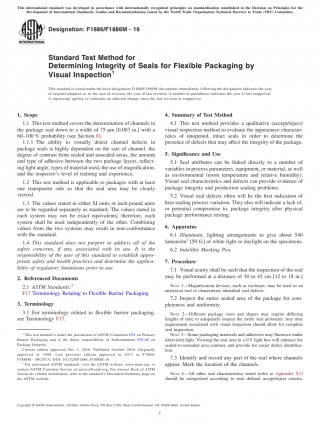 This international standard was developed in accordance with internationally recognized principles on standardization established in the Decision on Principles for the
Development of International Standards, Guides and Recommendations issued by the World Trade Organization Technical Barriers to Trade (TBT) Committee.
Designation: F1886/F1886M − 16
INTERNATIONAL
Standard Test Method for
Determining Integrity of Seals for Flexible Packaging by
Visual Inspection1
This standard is issued under the fixed designation F1886/F1886M; the number immediately following the designation indicates the year
of original adoption or, in the case of revision, the year of last revision. A number in parentheses indicates the year of last reapproval.
A superscript epsilon (ε) indicates an editorial change since the last revision or reapproval.
1. Scope
1.1 This test method covers the determination of channels in
the package seal down to a width of 75 µm [0.003 in.] with a
60–100 % probability (see Section 8).
1.1.1 The ability to visually detect channel defects in
package seals is highly dependent on the size of channel, the
degree of contrast from sealed and unsealed areas, the amount
and type of adhesive between the two package layers, reflect-
ing light angle, types of material used, the use of magnification,
and the inspector's level of training and experience.
1.2 This test method is applicable to packages with at least
one transparent side so that the seal area may be clearly
viewed.
1.3 The values stated in either SI units or inch-pound units
are to be regarded separately as standard. The values stated in
each system may not be exact equivalents; therefore, each
system shall be used independently of the other. Combining
values from the two systems may result in non-conformance
with the standard.
1.4 This standard does not purport to address all of the
safety concerns, if any, associated with its use. It is the
responsibility of the user of this standard to establish appro-
priate safety and health practices and determine the applica-
bility of regulatory limitations prior to use.
2. Referenced Documents
2.1 ASTM Standards:2
F17 Terminology Relating to Flexible Barrier Packaging
3. Terminology
3.1 For terminology related to flexible barrier packaging,
see Terminology F17.
1 This test method is under the jurisdiction of ASTM Committee F02 on Primary
Barrier Packaging and is the direct responsibility of Subcommittee F02.40 on
Package Integrity.
Current edition approved Oct. 1, 2016. Published October 2016. Originally
approved in 1998. Last previous edition approved in 2013 as F1886/
F1886M – 09(2013). DOI: 10.1520/F1886_F1886M-16.
2 For referenced ASTM standards, visit the ASTM website, www.astm.org, or
contact ASTM Customer Service at service@astm.org. For Annual Book of ASTM
Standards volume information, refer to the standard's Document Summary page on
the ASTM website.
4. Summary of Test Method
4.1 This test method provides a qualitative (accept/reject)
visual inspection method to evaluate the appearance character-
istics of unopened, intact seals in order to determine the
presence of defects that may affect the integrity of the package.
5. Significance and Use
5.1 Seal attributes can be linked directly to a number of
variables in process parameters, equipment, or material, as well
as environmental (room temperature and relative humidity).
Visual seal characteristics and defects can provide evidence of
package integrity and production sealing problems.
5.2 Visual seal defects often will be the first indication of
heat sealing process variation. They also will indicate a lack of,
or potential compromise to, package integrity after physical
package performance testing.
6. Apparatus
6.1 Illuminant, lighting arrangements to give about 540
lumens/m2 [50 fc] of white light or daylight on the specimens.
6.2 Indelible Marking Pen.
7. Procedure
7.1 Visual acuity shall be such that the inspection of the seal
may be performed at a distance of 30 to 45 cm [12 to 18 in.].
NOTE 1—Magnification devices, such as eyepiece, may be used as an
analytical tool to characterize identified seal defects.
7.2 Inspect the entire sealed area of the package for com-
pleteness and uniformity.
NOTE 2—Different package sizes and shapes may require differing
lengths of time to adequately inspect the entire seal perimeter. Any time
requirement associated with visual inspection should allow for complete
seal inspection.
NOTE 3—Some packaging materials and adhesives may fluoresce under
ultraviolet light. Viewing the seal area in a UV light box will enhance the
sealed-to-unsealed area contrast, and provide for easier defect identifica-
tion.
7.3 Identify and record any part of the seal where channels
appear. Mark the location of the channels.
NOTE 4—All other seal characteristics noted (refer to Appendix X1)
should be categorized to user defined accept/reject criteria.
Copyright © ASTM International, 100 Barr Harbor Drive, PO Box C700, West Conshohocken, PA 19428-2959. United States
1